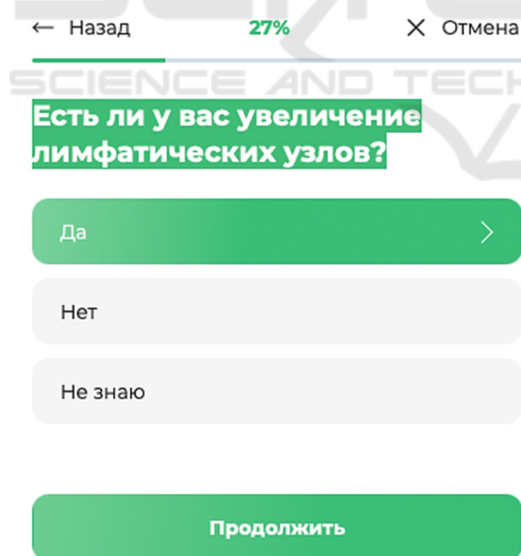 ← Назад 27% × Отмена
SCIENCE AND TECH
Есть ли у вас увеличение
лимфатических узлов?
Да
Нет
Не знаю
Продолжить